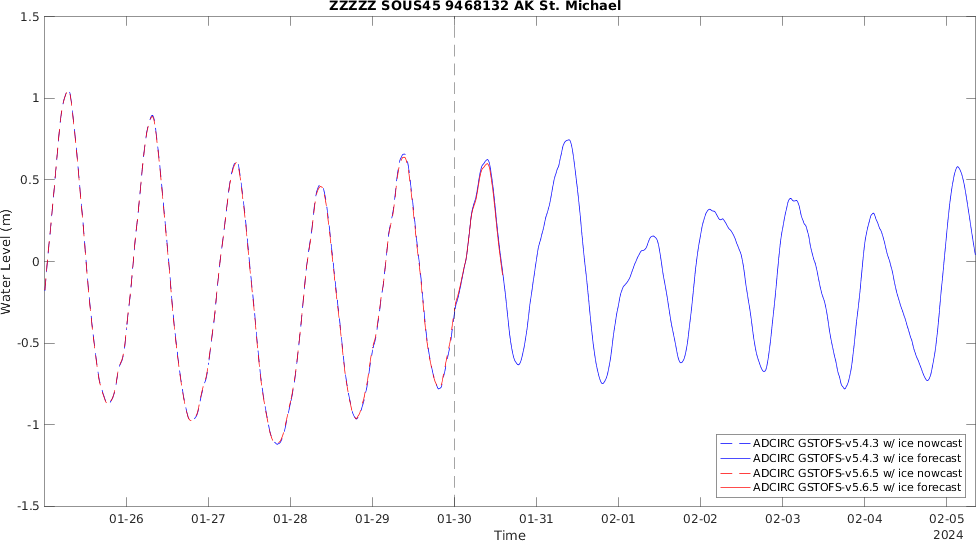 ZZZZZ SOUS45 9468132 AK St. Michael
1.5
1
0.5
0
-0.5
-1
-1.5
Water Level (m)
01-26 01-27 01-28 01-29 01-30 01-31 02-01 02-02 02-03 02-04 02-05
2024
Time
ADCIRC GSTOFS-v5.4.3 w/ ice nowcast
ADCIRC GSTOFS-v5.4.3 w/ ice forecast
ADCIRC GSTOFS-v5.6.5 w/ ice nowcast
ADCIRC GSTOFS-v5.6.5 w/ ice forecast